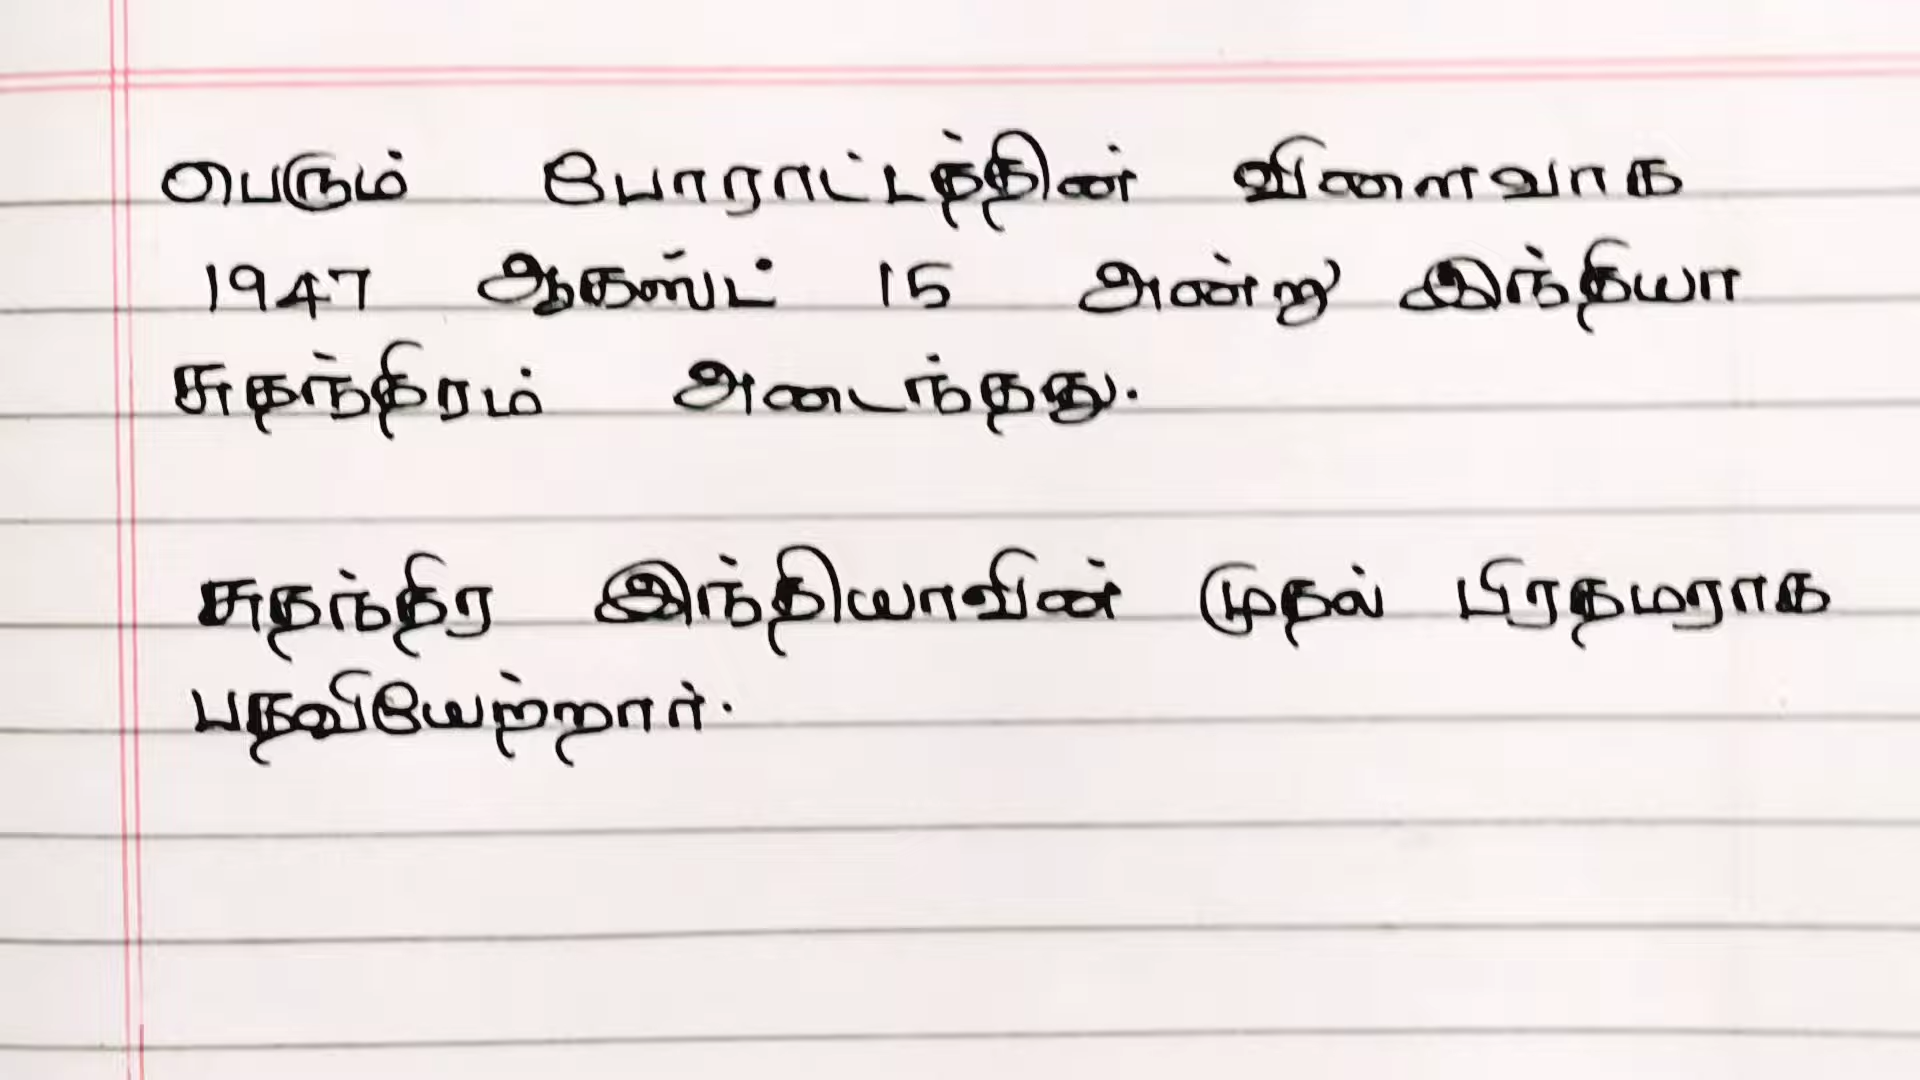 பெரும் போராட்டத்தின் விளைவாக
1947 ஆகஸ்ட் 15 அன்று இந்தியா
சுதந்திரம் அடைந்தது.
சுதந்திர இந்தியாவின் முதல் பிரதமராக
பதவியேற்றார்.